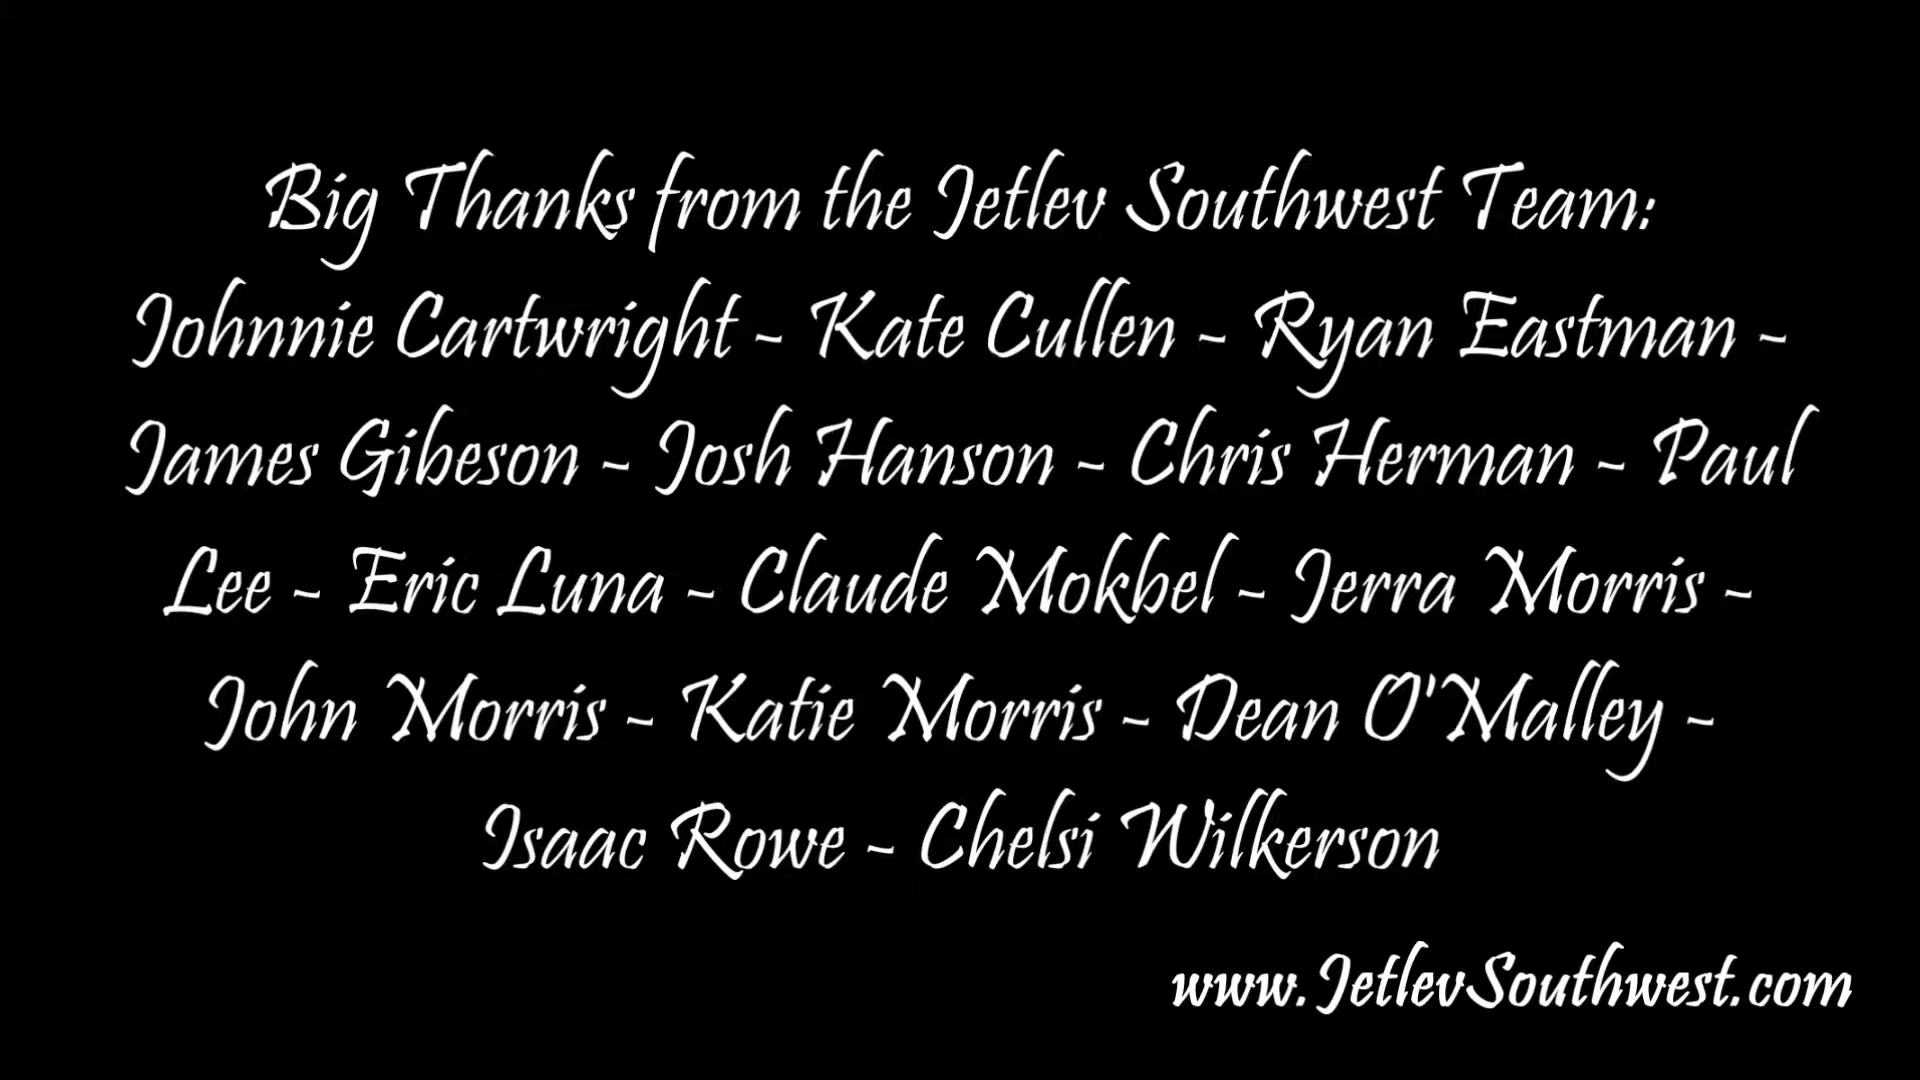 Big Thanks from the Jetlev Southwest Team:
Johnnie Cartwright - Kate Cullen - Ryan Eastman -
James Gibeson - Josh Hanson - Chris Herman - Paul
Lee - Eric Luna - Claude Mokbel - Jerra Morris -
John Morris - Katie Morris - Dean O'Malley -
Isaac Rowe - Chelsi Wilkerson
www.JetlevSouthwest.com